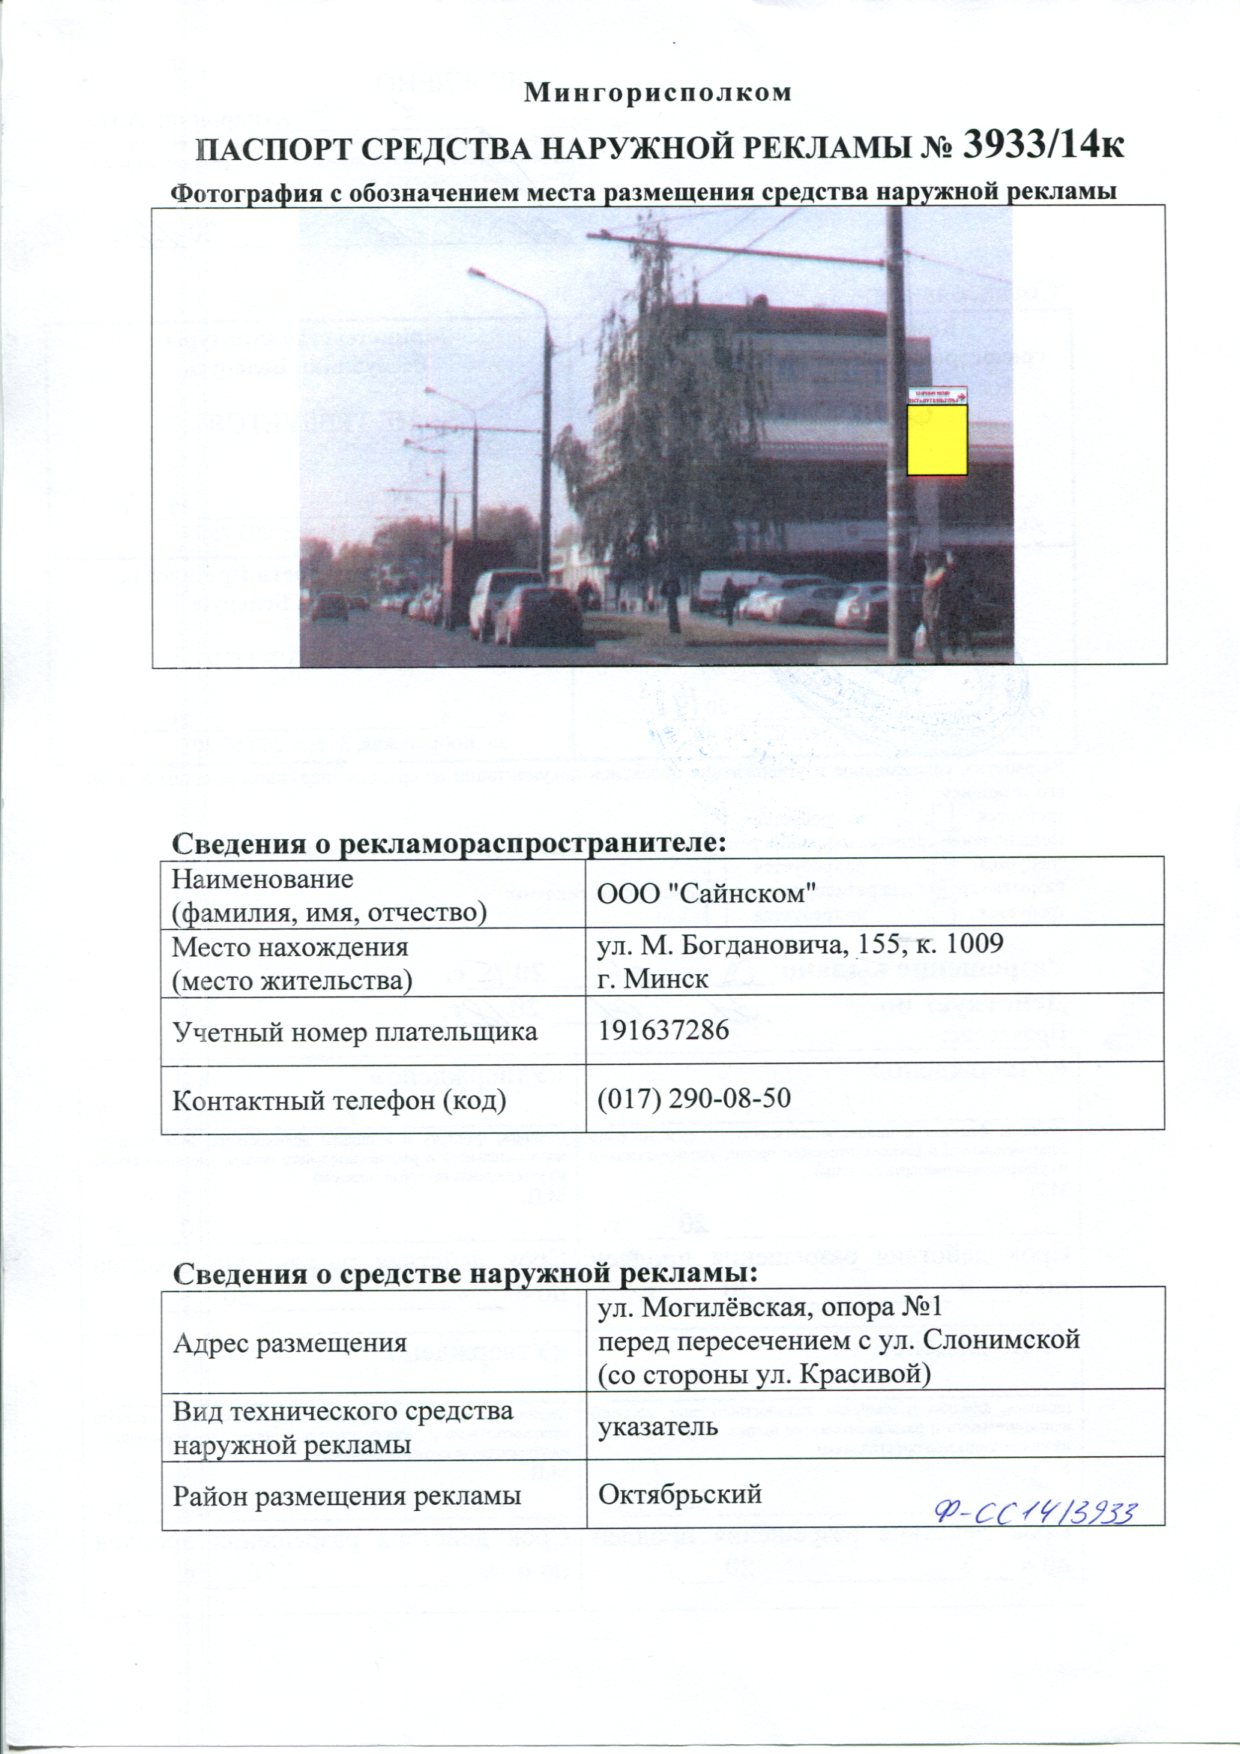 Мингорисполком
ПАСПОРТ СРЕДСТВА НАРУЖНОЙ РЕКЛАМЫ № 3933/14к
Фотография с обозначением места размещения средства наружной рекламы
Сведения о рекламораспространителе:
Наименование
(фамилия, имя, отчество)
ООО "Сайнском"
Место нахождения
(место жительства)
ул. М. Богдановича, 155, к. 1009
г. Минск
Учетный номер плательщика
191637286
Контактный телефон (код)
(017) 290-08-50
Сведения о средстве наружной рекламы:
Адрес размещения
ул. Могилёвская, опора №1
перед пересечением с ул. Слонимской
(со стороны ул. Красивой)
Вид технического средства
наружной рекламы
указатель
Район размещения рекламы
Октябрьский
Ф-СС14/3933